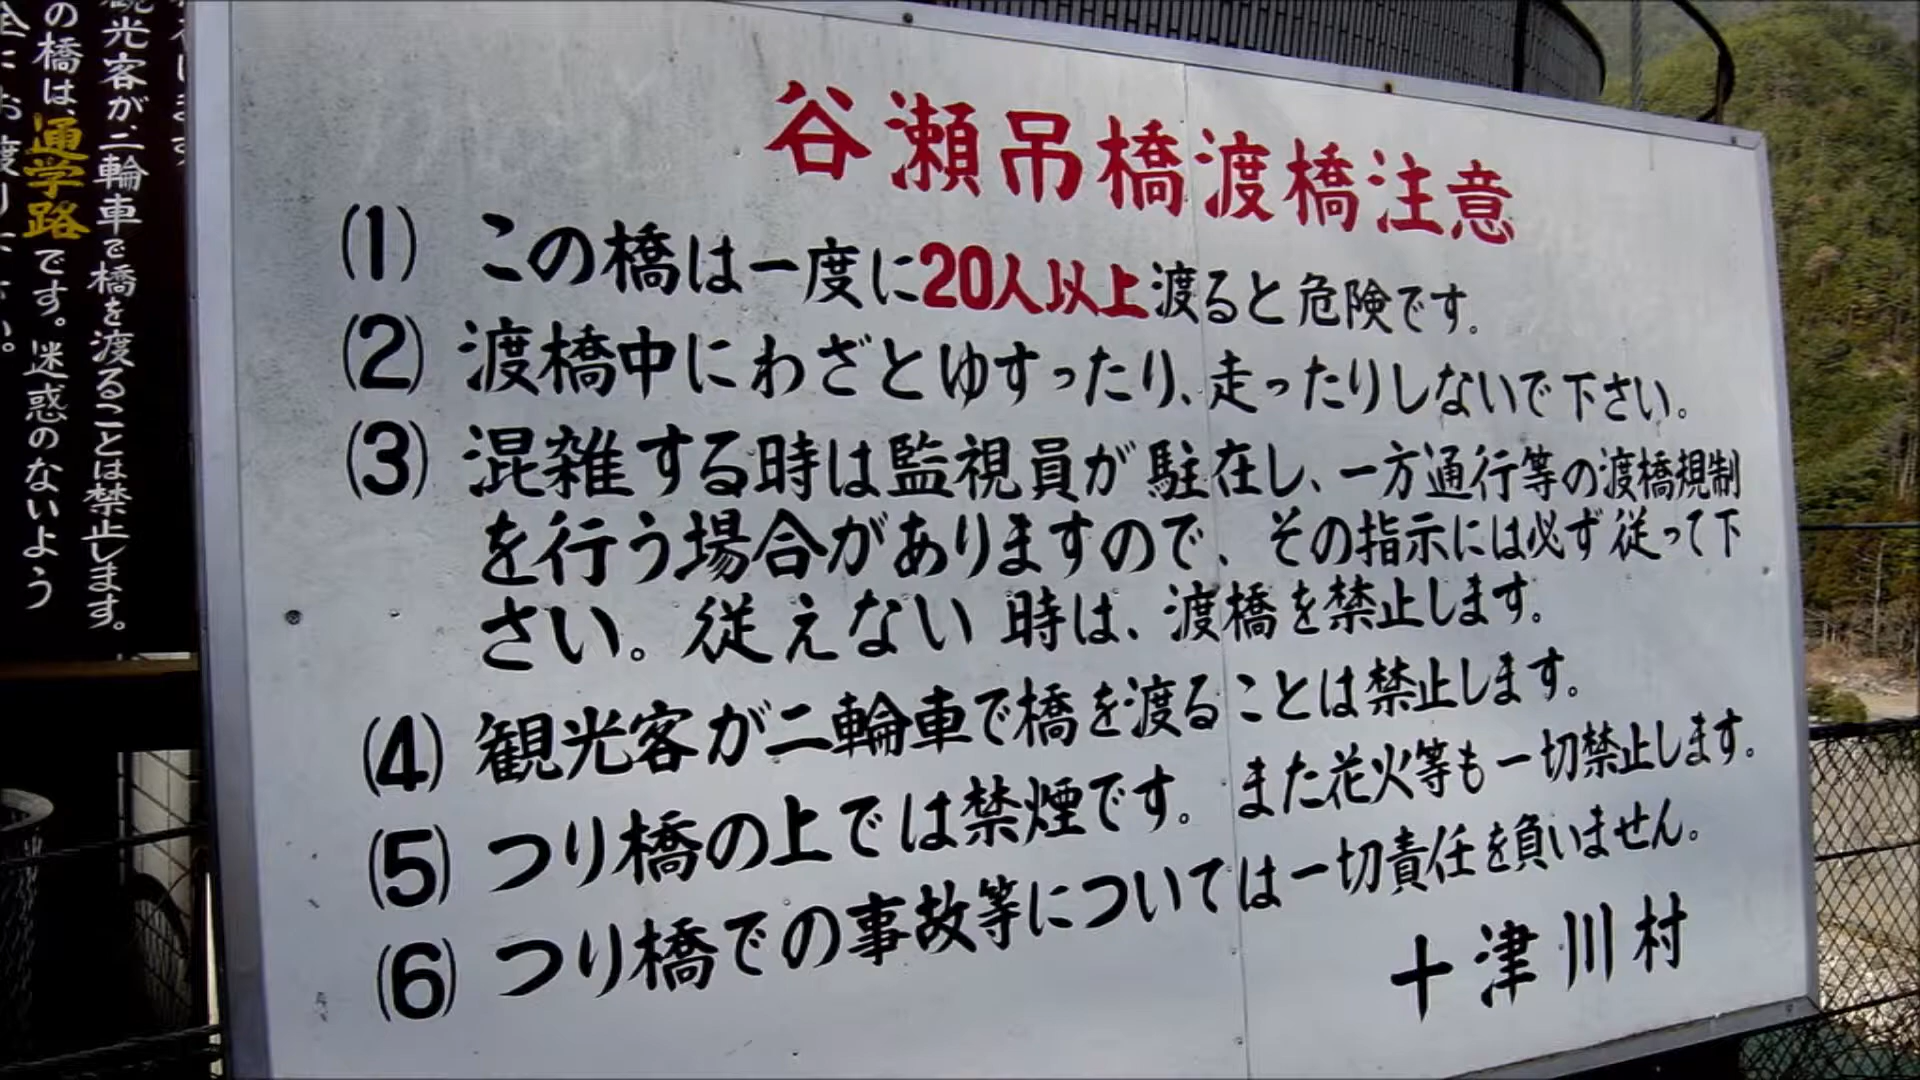 谷瀬吊橋渡橋注意
(1) この橋は一度に20人以上渡ると危険です。
(2) 渡橋中にわざとゆすったり、走ったりしないで下さい。
(3) 混雑する時は監視員が駐在し、一方通行等の渡橋規制
を行う場合がありますので、その指示には必ず従って下
さい。従えない時は、渡橋を禁止します。
(4) 観光客が二輪車で橋を渡ることは禁止します。
(5) つり橋の上では禁煙です。また花火等も一切禁止します。
(6) つり橋での事故等については一切責任を負いません。
十津川村
観光客が、二輪車で橋を渡ることは禁止します。
の橋は、通学路です。迷惑のないよう
全にお渡り下さい。